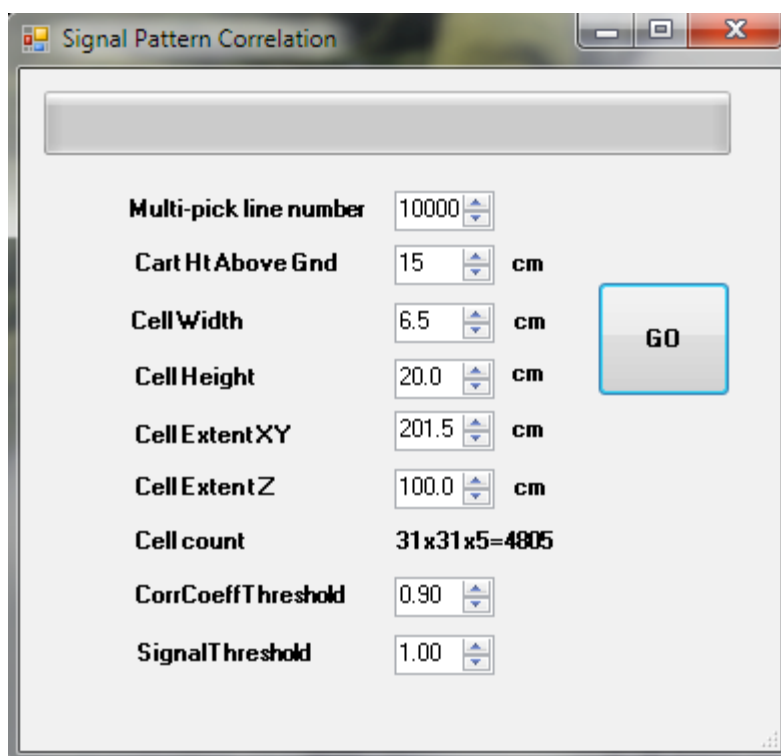 Signal Pattern Correlation
Multi-pick line number 10000
Cart Ht Above Gnd 15 cm
Cell Width 6.5 cm
GO
Cell Height 20.0 cm
Cell Extent XY 201.5 cm
Cell Extent Z 100.0 cm
Cell count 31x31x5=4805
CorrCoeffThreshold 0.90
SignalThreshold 1.00